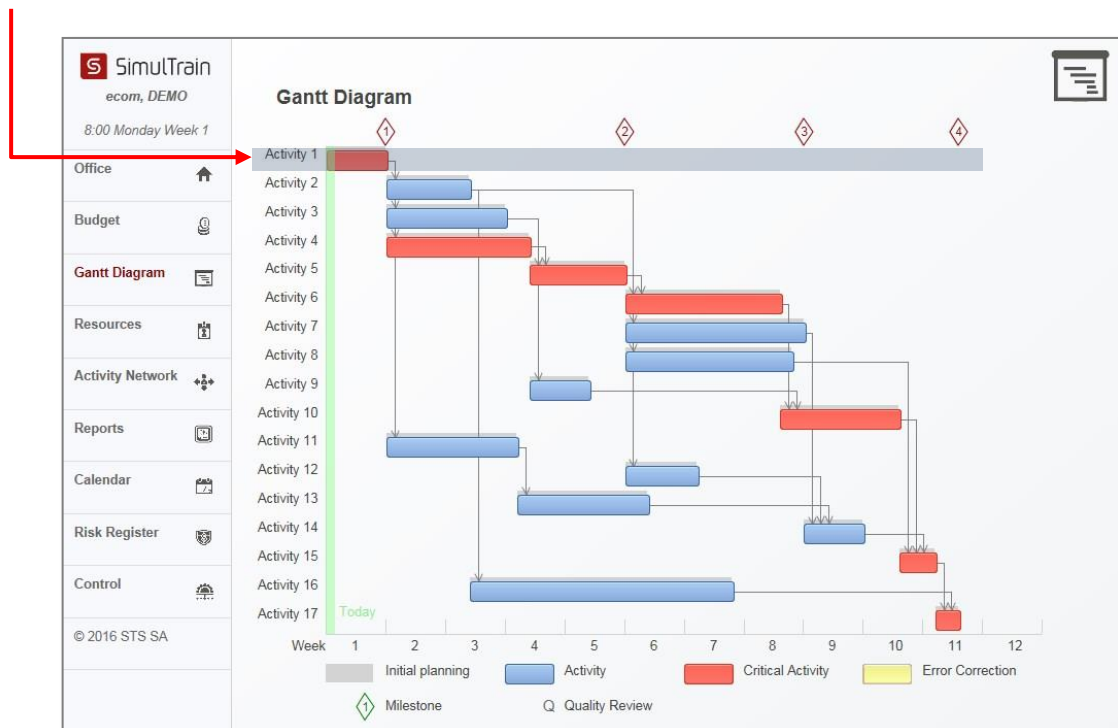 S SimulTrain
ecom, DEMO
8:00 Monday Week 1
Office
Budget
Gantt Diagram
Resources
Activity Network
Reports
Calendar
Risk Register
Control
© 2016 STS SA
Gantt Diagram
1 2 3 4
Activity 1
Activity 2
Activity 3
Activity 4
Activity 5
Activity 6
Activity 7
Activity 8
Activity 9
Activity 10
Activity 11
Activity 12
Activity 13
Activity 14
Activity 15
Activity 16
Activity 17 Today
Week 1 2 3 4 5 6 7 8 9 10 11 12
Initial planning Activity Critical Activity Error Correction
1 Milestone Q Quality Review